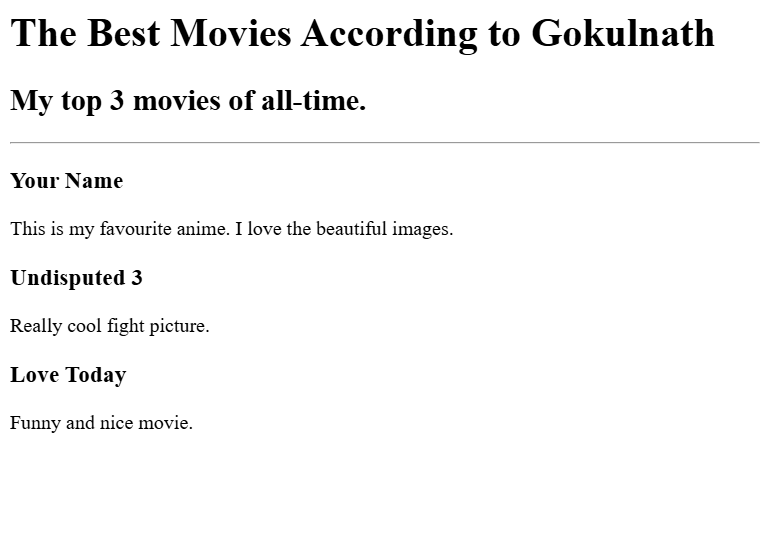 The Best Movies According to Gokulnath
My top 3 movies of all-time.
Your Name
This is my favourite anime. I love the beautiful images.
Undisputed 3
Really cool fight picture.
Love Today
Funny and nice movie.